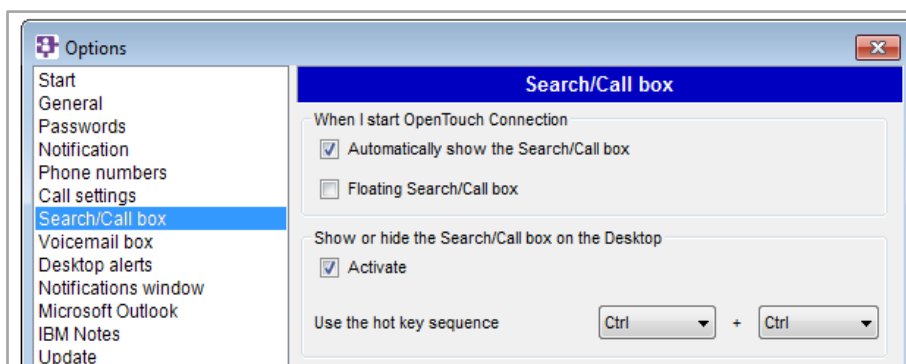 Options
Start
General
Passwords
Notification
Phone numbers
Call settings
Search/Call box
Voicemail box
Desktop alerts
Notifications window
Microsoft Outlook
IBM Notes
Update
Search/Call box
When I start OpenTouch Connection
Automatically show the Search/Call box
Floating Search/Call box
Show or hide the Search/Call box on the Desktop
Activate
Use the hot key sequence Ctrl + Ctrl